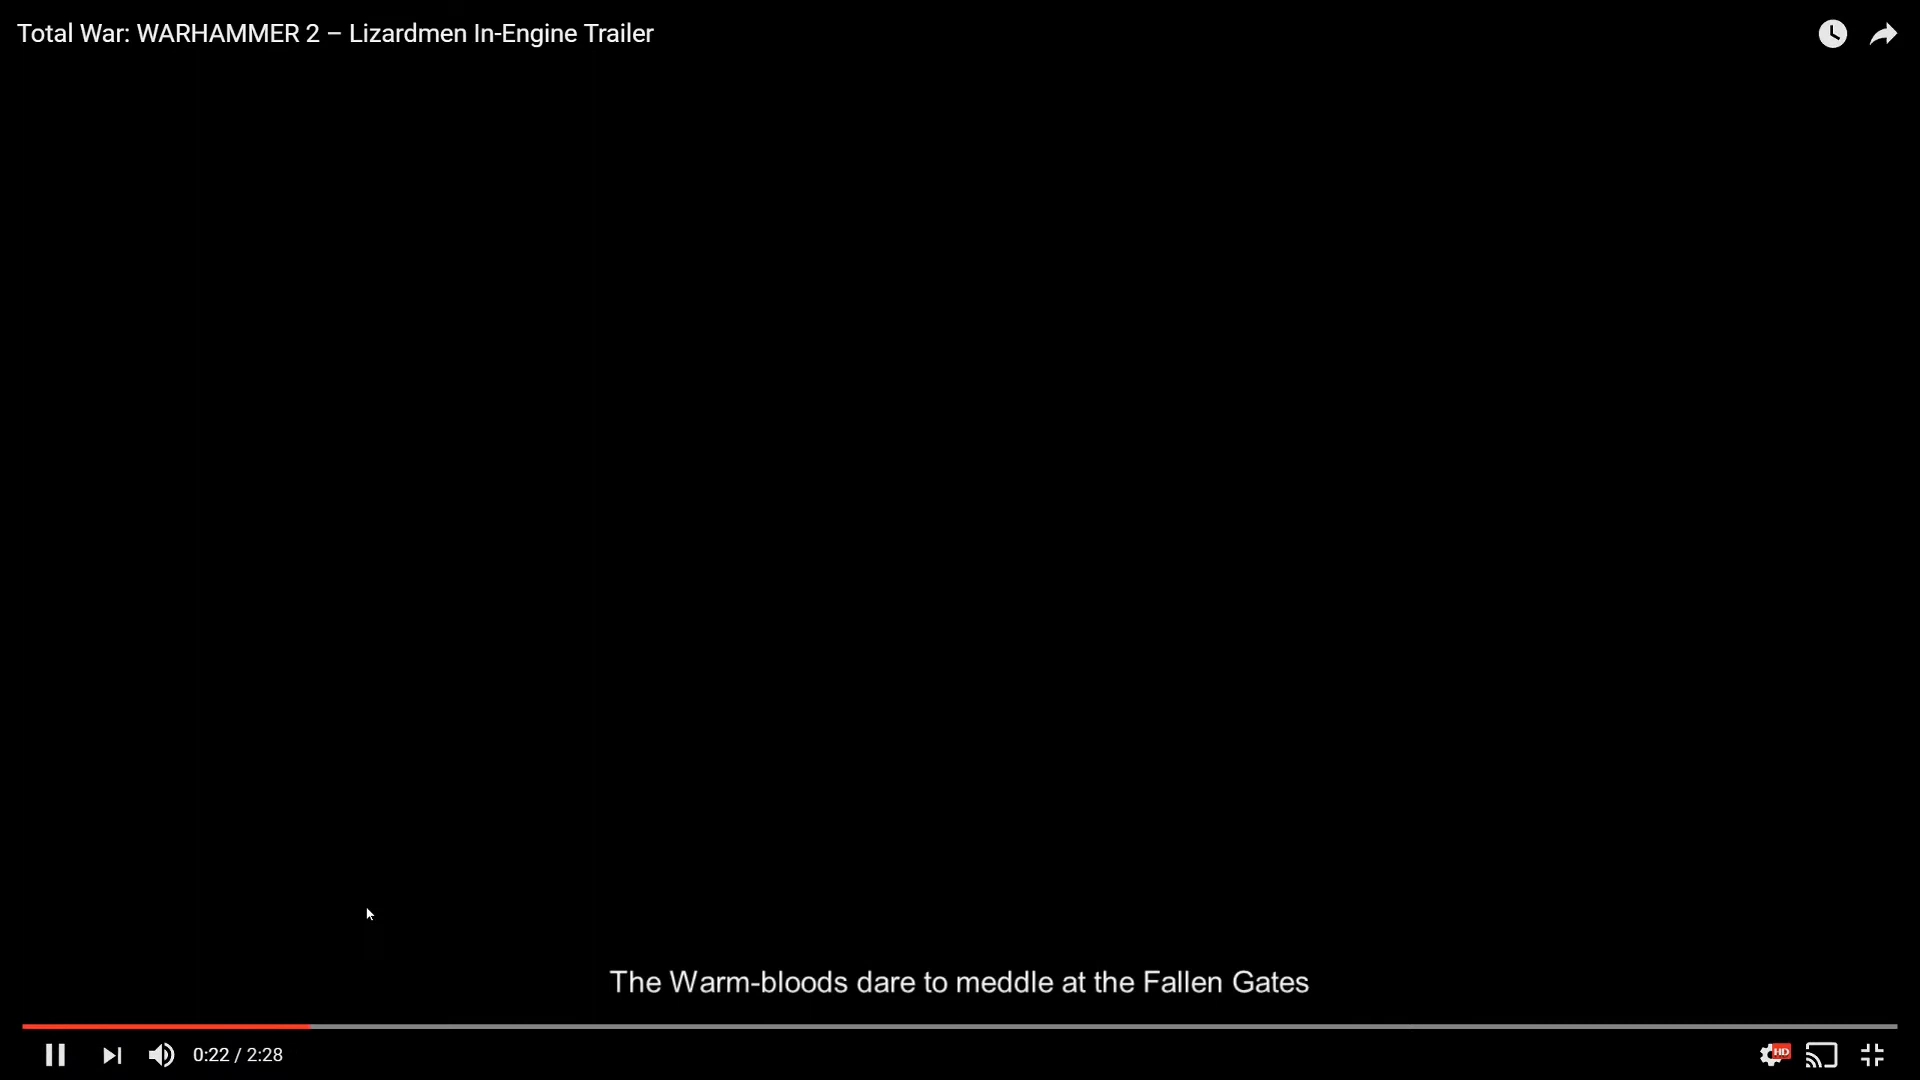 Total War: WARHAMMER 2 – Lizardmen In-Engine Trailer
The Warm-bloods dare to meddle at the Fallen Gates
0:22 / 2:28
HD